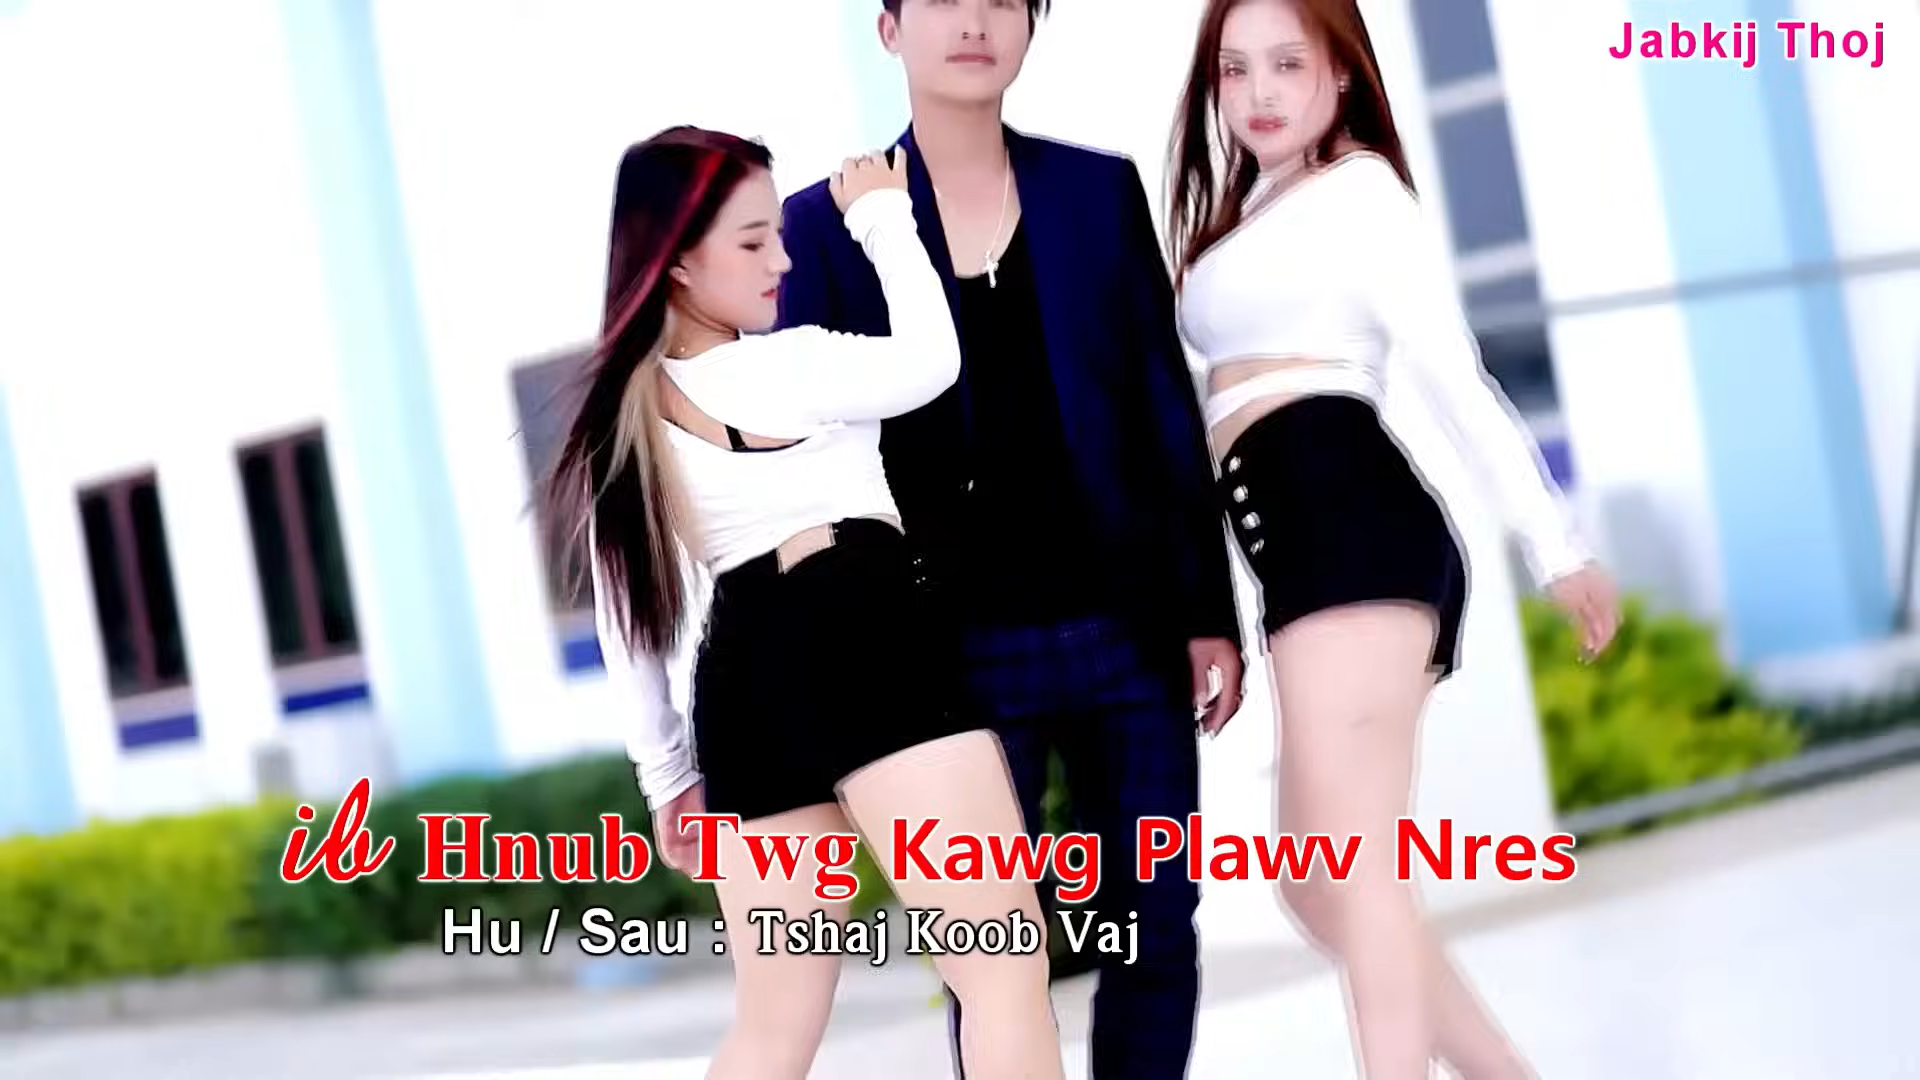 Jabkij Thoj
ib Hnub Twg Kawg Plawv Nres
Hu / Sau : Tshaj Koob Vaj